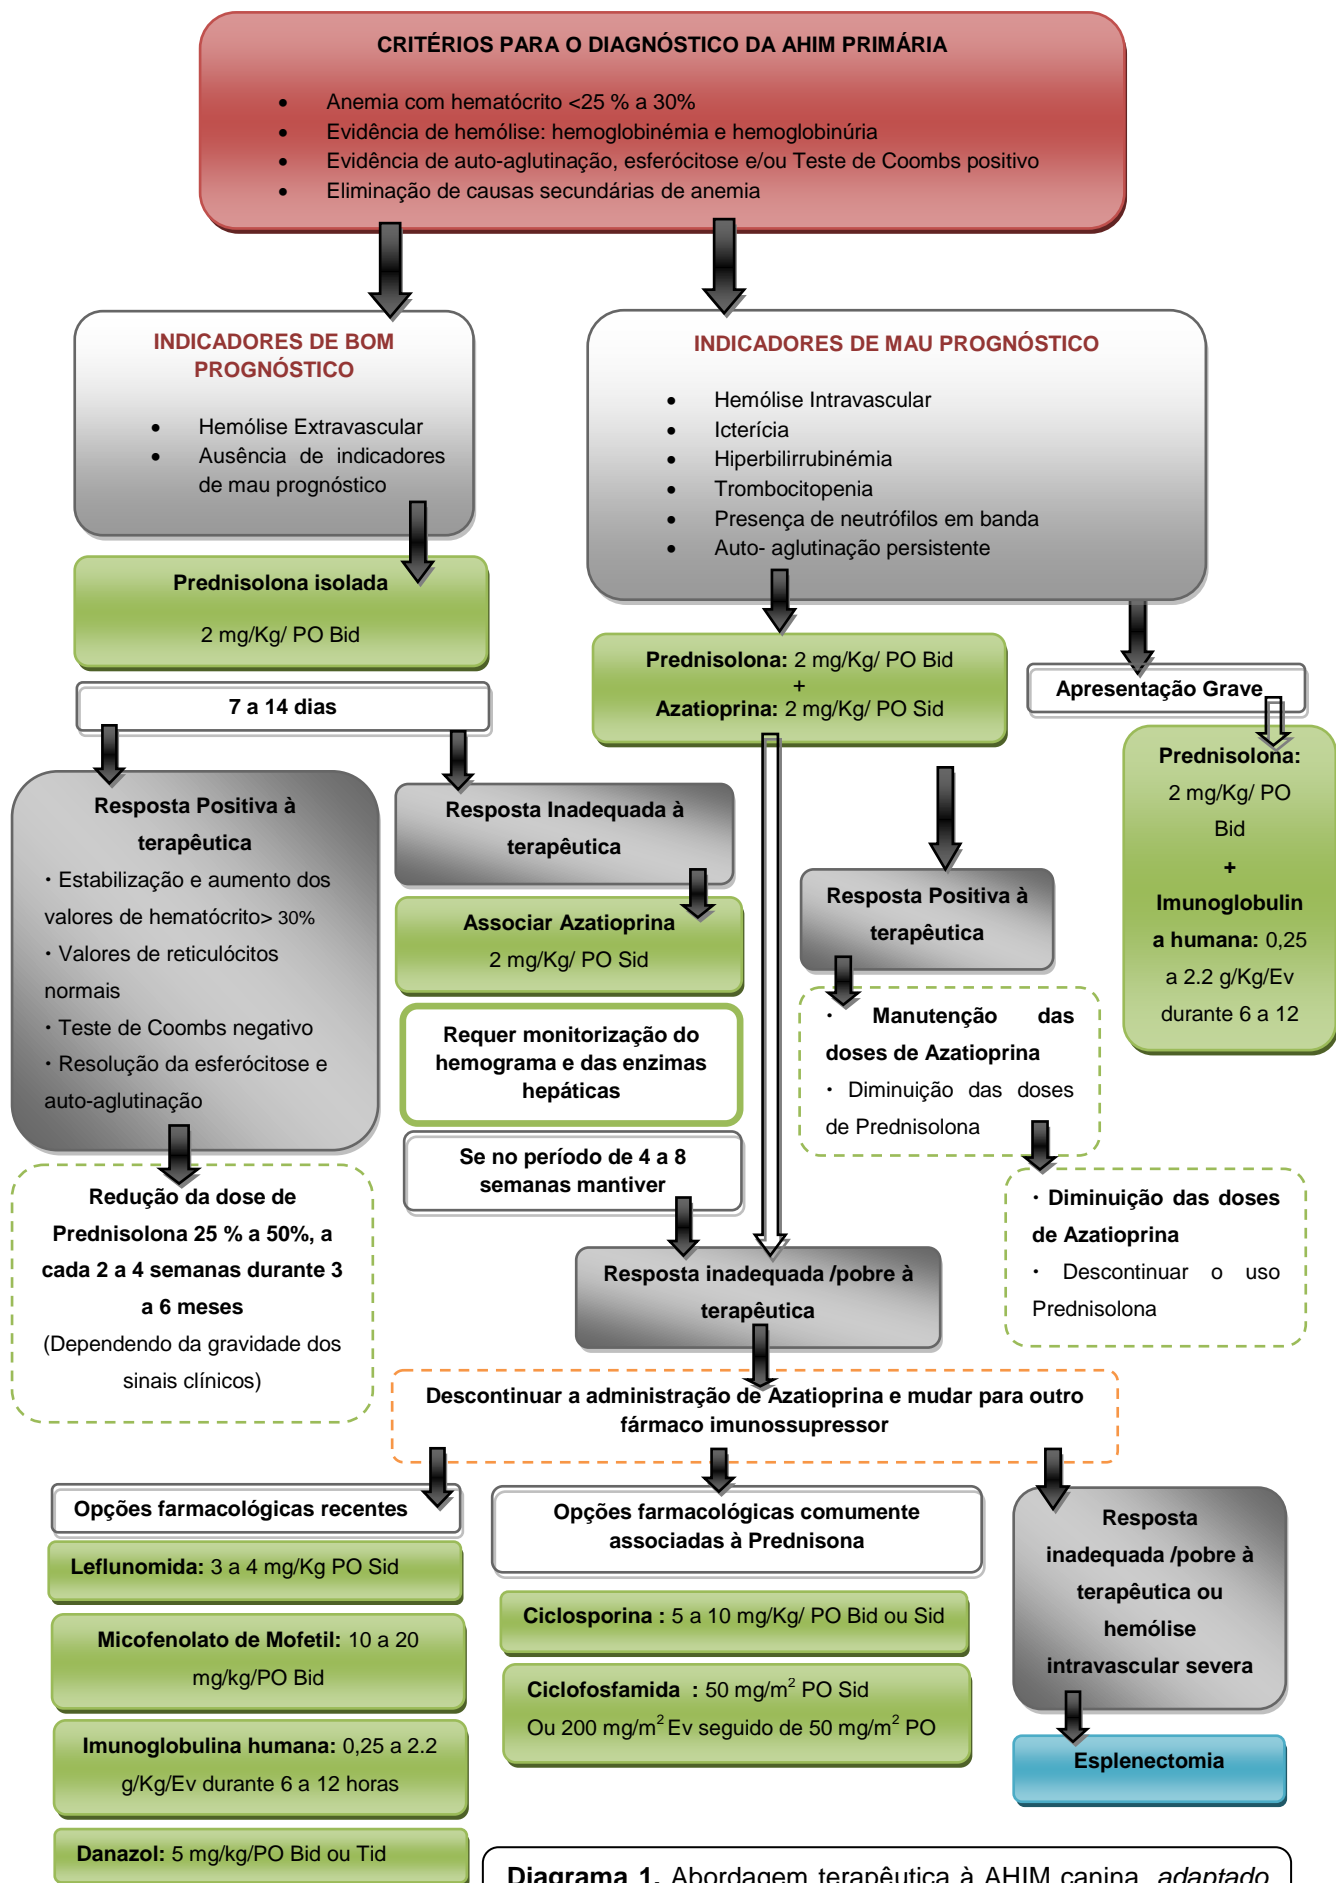 CRITÉRIOS PARA O DIAGNÓSTICO DA AHIM PRIMÁRIA
• Anemia com hematócrito <25 % a 30%
• Evidência de hemólise: hemoglobinémia e hemoglobinúria
• Evidência de auto-aglutinação, esferócitose e/ou Teste de Coombs positivo
• Eliminação de causas secundárias de anemia
INDICADORES DE BOM
PROGNÓSTICO
• Hemólise Extravascular
• Ausência de indicadores
de mau prognóstico
INDICADORES DE MAU PROGNÓSTICO
• Hemólise Intravascular
• Icterícia
• Hiperbilirrubinémia
• Trombocitopenia
• Presença de neutrófilos em banda
• Auto- aglutinação persistente
Prednisolona isolada
2 mg/Kg/ PO Bid
7 a 14 dias
Prednisolona: 2 mg/Kg/ PO Bid
+
Azatioprina: 2 mg/Kg/ PO Sid
Apresentação Grave
Prednisolona:
2 mg/Kg/ PO
Bid
+
Imunoglobulin
a humana: 0,25
a 2.2 g/Kg/Ev
durante 6 a 12
Resposta Positiva à
terapêutica
· Estabilização e aumento dos
valores de hematócrito> 30%
· Valores de reticulócitos
normais
· Teste de Coombs negativo
· Resolução da esferócitose e
auto-aglutinação
Resposta Inadequada à
terapêutica
Associar Azatioprina
2 mg/Kg/ PO Sid
Requer monitorização do
hemograma e das enzimas
hepáticas
Se no período de 4 a 8
semanas mantiver
Resposta Positiva à
terapêutica
· Manutenção das
doses de Azatioprina
· Diminuição das doses
de Prednisolona
· Diminuição das doses
de Azatioprina
· Descontinuar o uso
Prednisolona
Redução da dose de
Prednisolona 25 % a 50%, a
cada 2 a 4 semanas durante 3
a 6 meses
(Dependendo da gravidade dos
sinais clínicos)
Resposta inadequada /pobre à
terapêutica
Descontinuar a administração de Azatioprina e mudar para outro
fármaco imunossupressor
Opções farmacológicas recentes
Leflunomida: 3 a 4 mg/Kg PO Sid
Micofenolato de Mofetil: 10 a 20
mg/kg/PO Bid
Imunoglobulina humana: 0,25 a 2.2
g/Kg/Ev durante 6 a 12 horas
Danazol: 5 mg/kg/PO Bid ou Tid
Opções farmacológicas comumente
associadas à Prednisona
Ciclosporina : 5 a 10 mg/Kg/ PO Bid ou Sid
Ciclofosfamida : 50 mg/m² PO Sid
Ou 200 mg/m² Ev seguido de 50 mg/m² PO
Resposta
inadequada /pobre à
terapêutica ou
hemólise
intravascular severa
Esplenectomia
Diagrama 1. Abordagem terapêutica à AHIM canina, adaptado